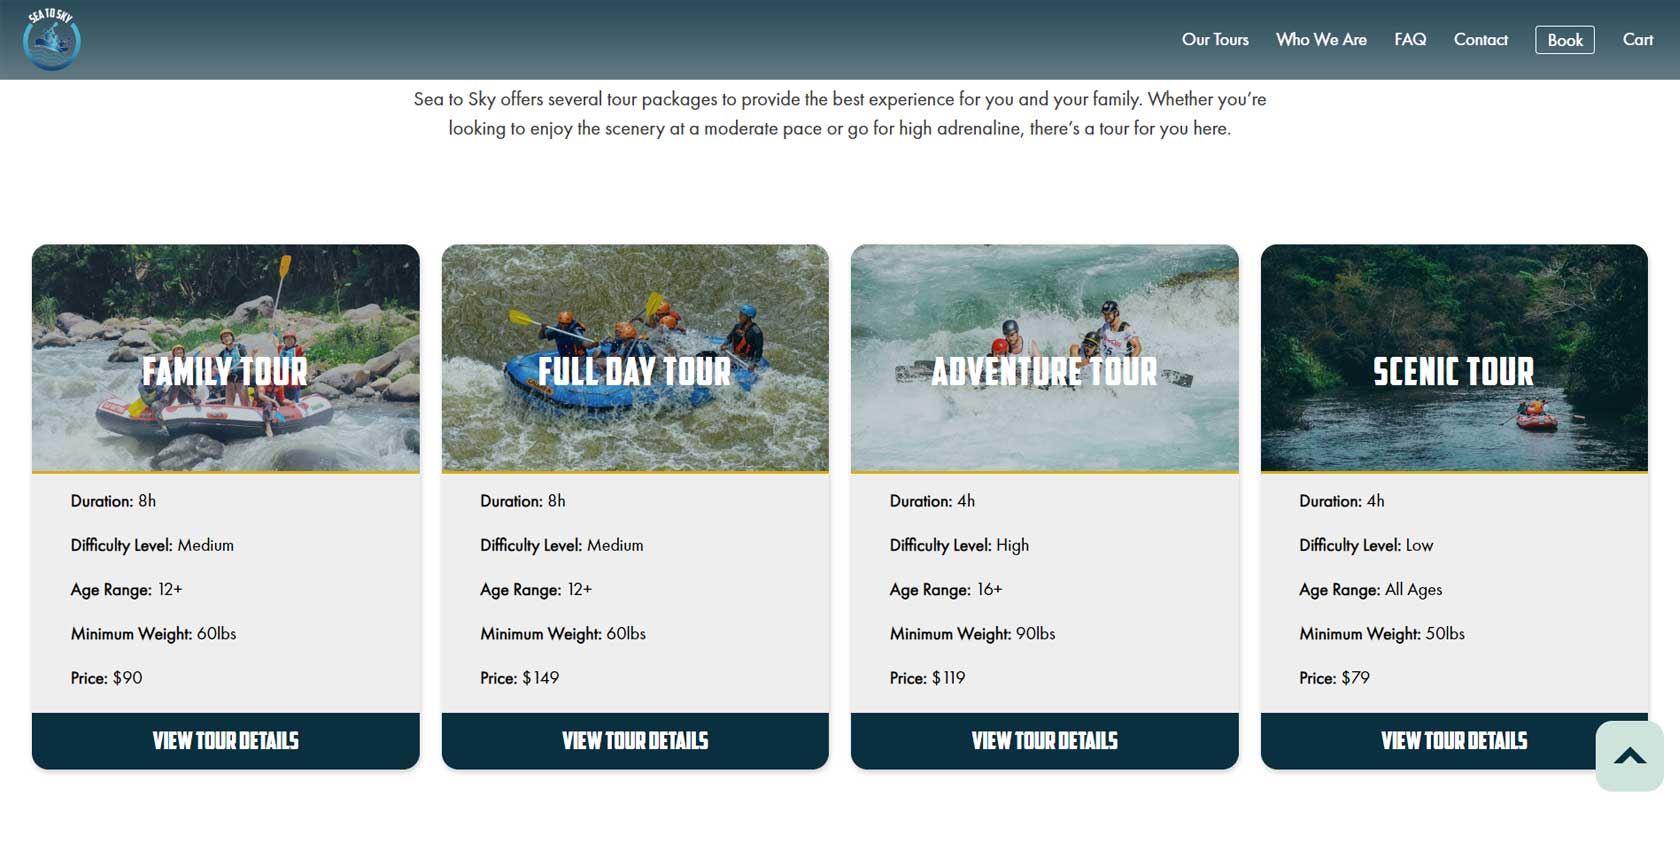 SEA TO SKY
Our Tours
Who We Are
FAQ
Contact
Book
Cart
Sea to Sky offers several tour packages to provide the best experience for you and your family. Whether you’re
looking to enjoy the scenery at a moderate pace or go for high adrenaline, there’s a tour for you here.
FAMILY TOUR
Duration: 8h
Difficulty Level: Medium
Age Range: 12+
Minimum Weight: 60lbs
Price: $90
VIEW TOUR DETAILS
FULL DAY TOUR
Duration: 8h
Difficulty Level: Medium
Age Range: 12+
Minimum Weight: 60lbs
Price: $149
VIEW TOUR DETAILS
ADVENTURE TOUR
Duration: 4h
Difficulty Level: High
Age Range: 16+
Minimum Weight: 90lbs
Price: $119
VIEW TOUR DETAILS
SCENIC TOUR
Duration: 4h
Difficulty Level: Low
Age Range: All Ages
Minimum Weight: 50lbs
Price: $79
VIEW TOUR DETAILS